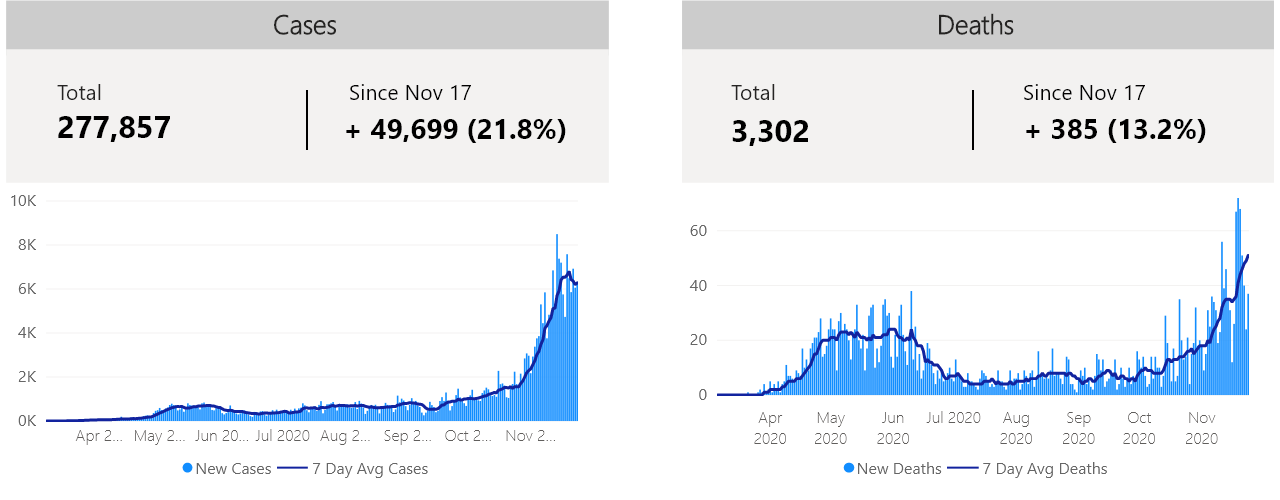 Cases
Total
277,857
Since Nov 17
+ 49,699 (21.8%)
10K
8K
6K
4K
2K
0K
Apr 2... May 2... Jun 20... Jul 2020 Aug 2... Sep 2... Oct 2... Nov 2...
New Cases 7 Day Avg Cases
Deaths
Total
3,302
Since Nov 17
+ 385 (13.2%)
60
40
20
0
Apr May Jun Jul 2020 Aug Sep Oct Nov
2020 2020 2020 2020 2020 2020 2020
New Deaths 7 Day Avg Deaths